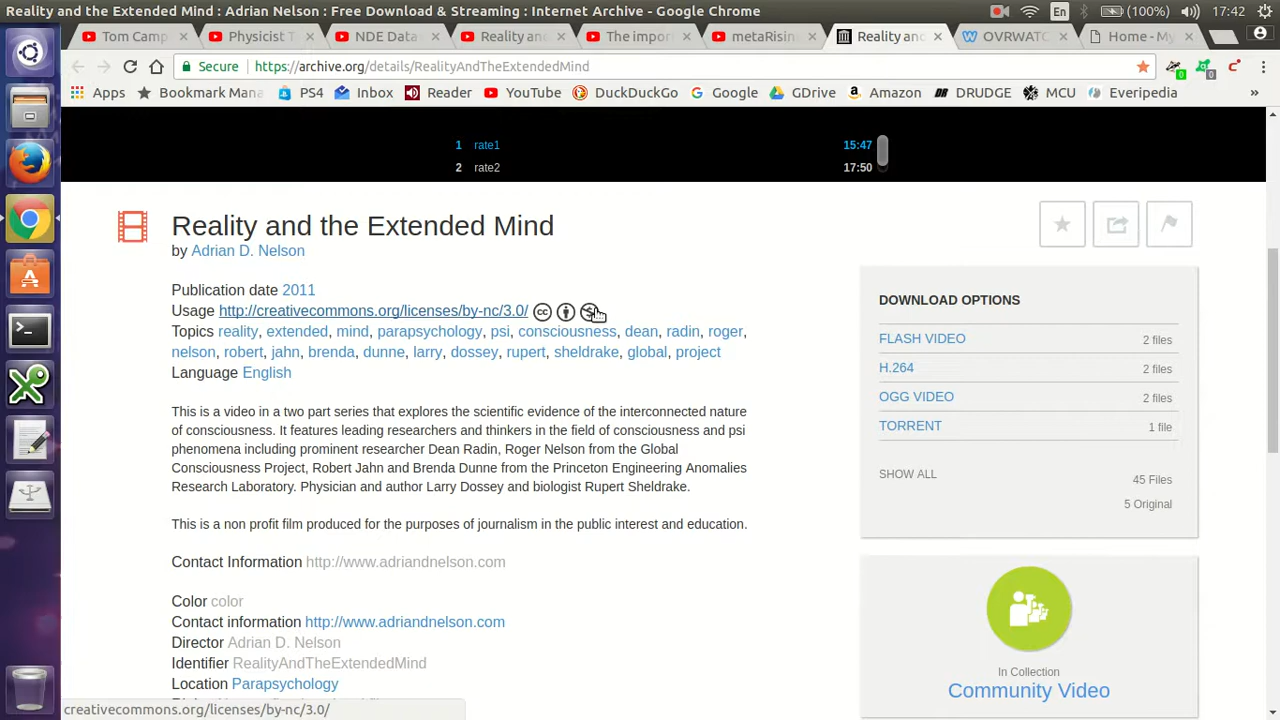 Reality and the Extended Mind : Adrian Nelson : Free Download & Streaming : Internet Archive - Google Chrome
En
(100%)
17:42
Tom Camp
Physicist T
NDE Data
Reality and
The impor
metaRising
Reality and
OVRWATC
Home - My
Secure
https://archive.org/details/RealityAndTheExtendedMind
0
0
Apps
Bookmark Mana
PS4
Inbox
Reader
YouTube
DuckDuckGo
Google
GDrive
Amazon
DRUDGE
MCU
Everipedia
1 rate1 15:47
2 rate2 17:50
Reality and the Extended Mind
by Adrian D. Nelson
Publication date 2011
Usage http://creativecommons.org/licenses/by-nc/3.0/
Topics reality, extended, mind, parapsychology, psi, consciousness, dean, radin, roger,
nelson, robert, jahn, brenda, dunne, larry, dossey, rupert, sheldrake, global, project
Language English
This is a video in a two part series that explores the scientific evidence of the interconnected nature
of consciousness. It features leading researchers and thinkers in the field of consciousness and psi
phenomena including prominent researcher Dean Radin, Roger Nelson from the Global
Consciousness Project, Robert Jahn and Brenda Dunne from the Princeton Engineering Anomalies
Research Laboratory. Physician and author Larry Dossey and biologist Rupert Sheldrake.
This is a non profit film produced for the purposes of journalism in the public interest and education.
Contact Information http://www.adriandnelson.com
Color color
Contact information http://www.adriandnelson.com
Director Adrian D. Nelson
Identifier RealityAndTheExtendedMind
Location Parapsychology
creativecommons.org/licenses/by-nc/3.0/
DOWNLOAD OPTIONS
FLASH VIDEO 2 files
H.264 2 files
OGG VIDEO 2 files
TORRENT 1 file
SHOW ALL 45 Files
5 Original
In Collection
Community Video